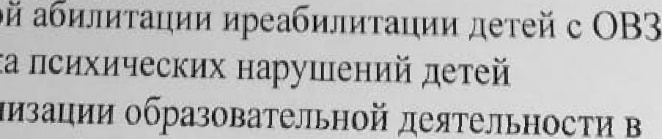 й абилитации иреабилитации детей с ОВЗ
а психических нарушений детей
изации образовательной деятельности в